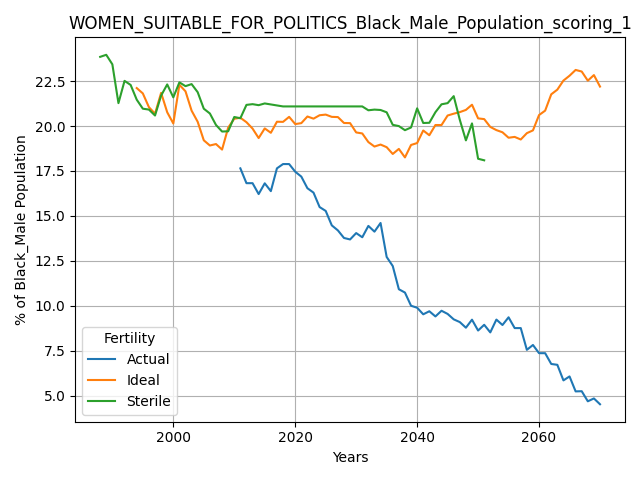 WOMEN_SUITABLE_FOR_POLITICS_Black_Male_Population_scoring_1
% of Black_Male Population
22.5
20.0
17.5
15.0
12.5
10.0
7.5
5.0
Fertility
Actual
Ideal
Sterile
2000
2020
2040
2060
Years